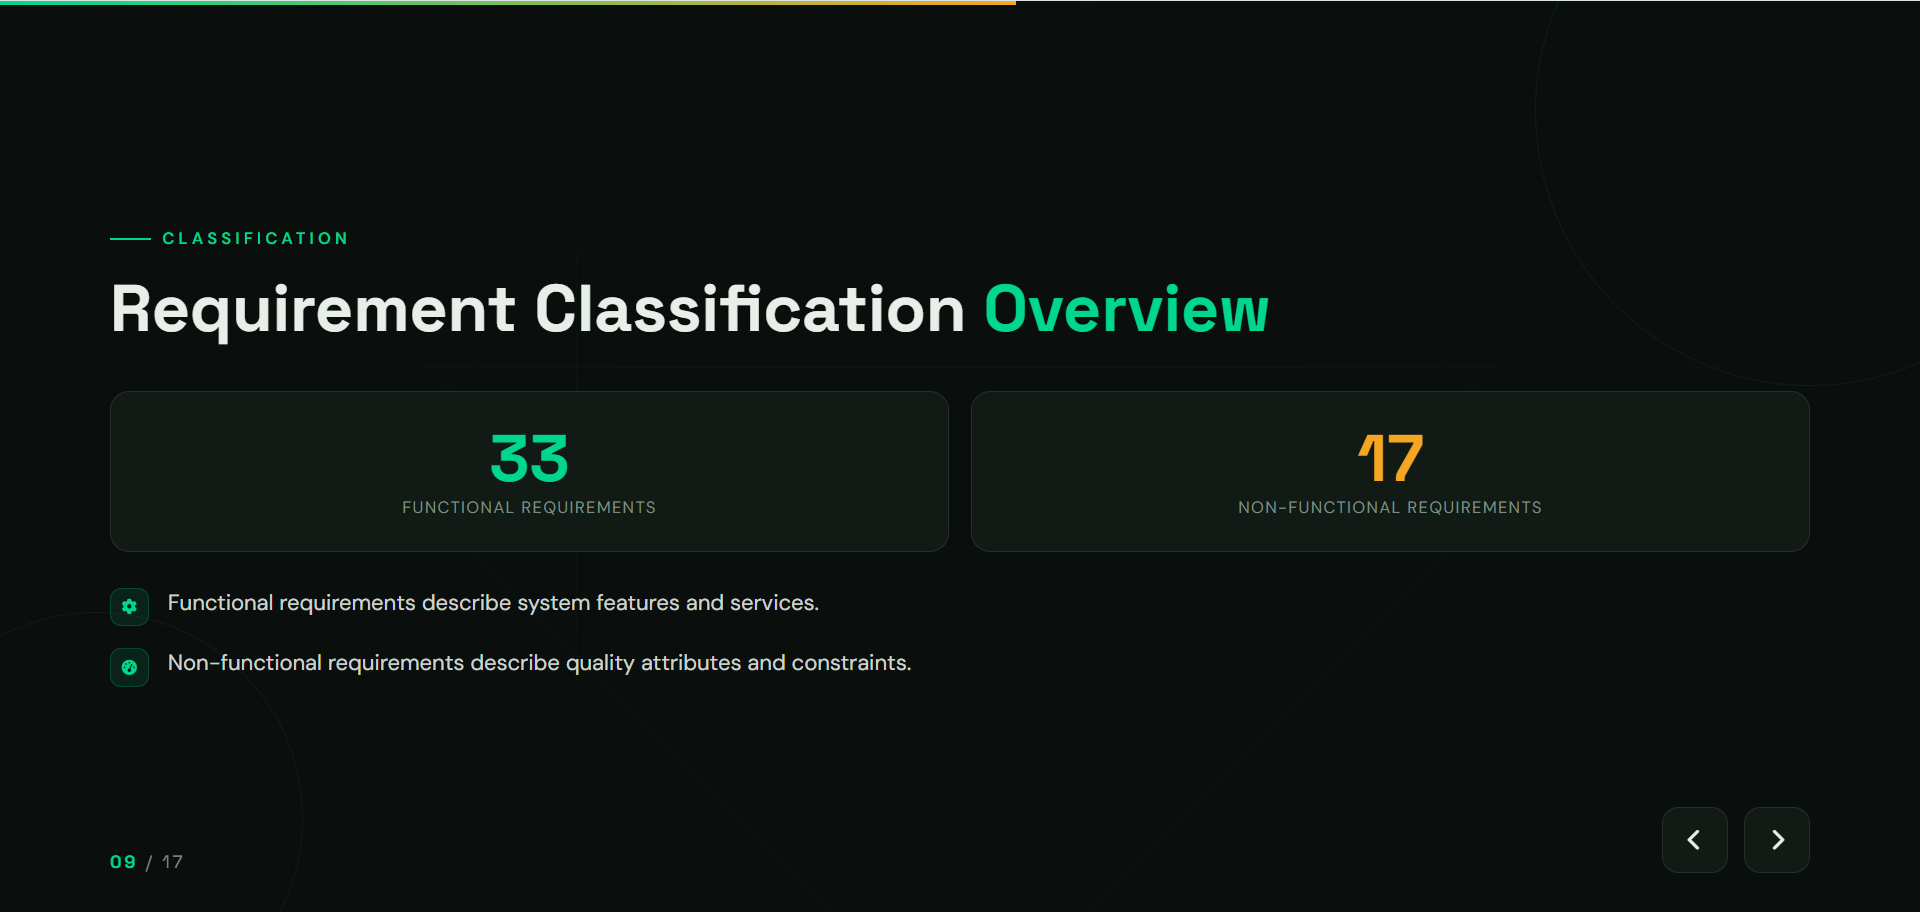 CLASSIFICATION
Requirement Classification Overview
33
FUNCTIONAL REQUIREMENTS
17
NON-FUNCTIONAL REQUIREMENTS
Functional requirements describe system features and services.
Non-functional requirements describe quality attributes and constraints.
09 / 17